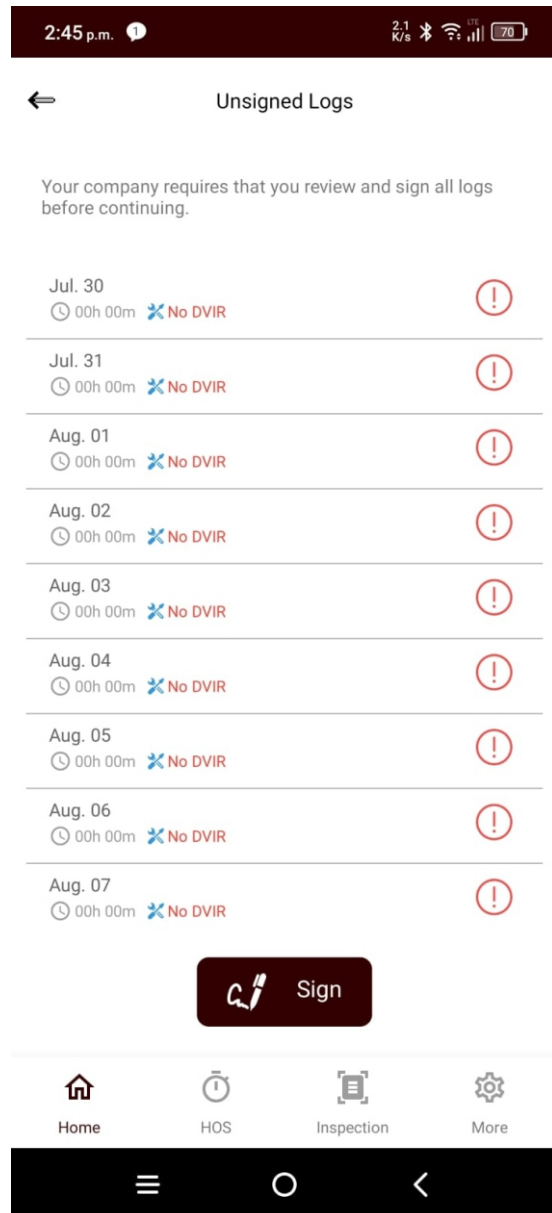 2:45 p.m. 1 2.1 K/s LTE 70
Unsigned Logs
Your company requires that you review and sign all logs
before continuing.
Jul. 30
00h 00m No DVIR
Jul. 31
00h 00m No DVIR
Aug. 01
00h 00m No DVIR
Aug. 02
00h 00m No DVIR
Aug. 03
00h 00m No DVIR
Aug. 04
00h 00m No DVIR
Aug. 05
00h 00m No DVIR
Aug. 06
00h 00m No DVIR
Aug. 07
00h 00m No DVIR
Sign
Home HOS Inspection More